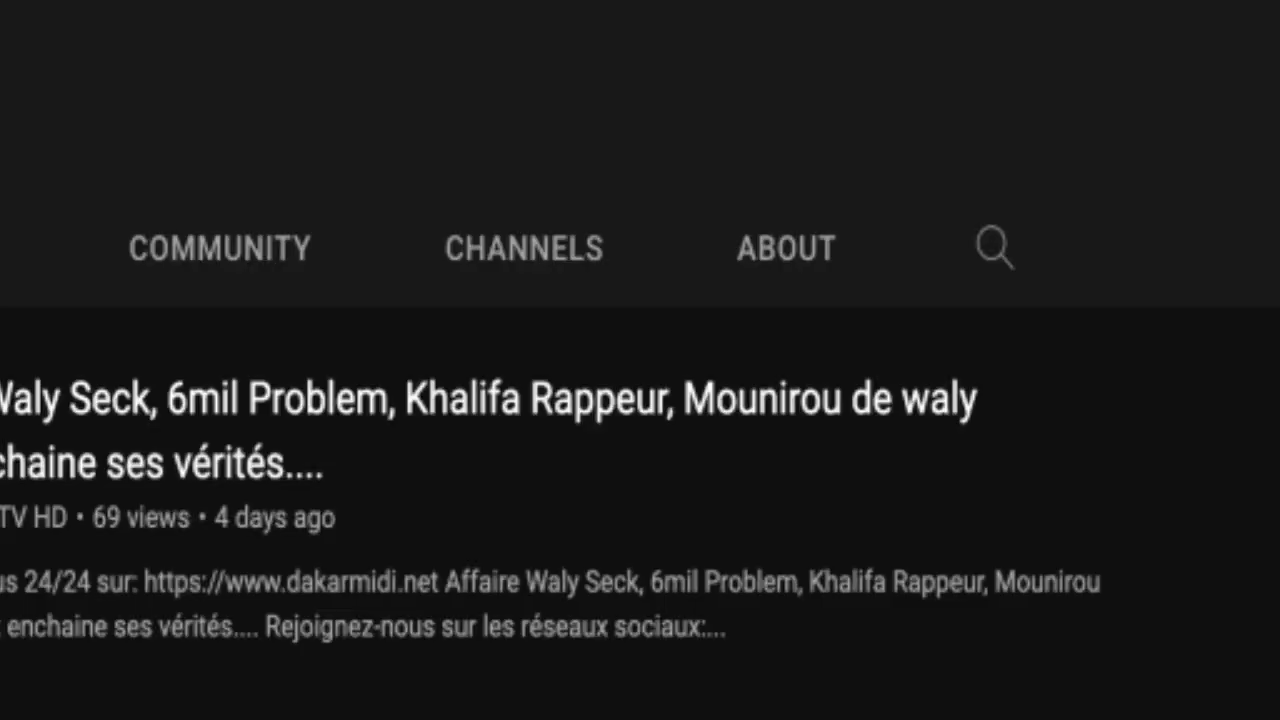 COMMUNITY CHANNELS ABOUT
Waly Seck, 6mil Problem, Khalifa Rappeur, Mounirou de waly
chaine ses vérités....
TV HD • 69 views • 4 days ago
us 24/24 sur: https://www.dakarmidi.net Affaire Waly Seck, 6mil Problem, Khalifa Rappeur, Mounirou
enchaine ses vérités.... Rejoignez-nous sur les réseaux sociaux:...